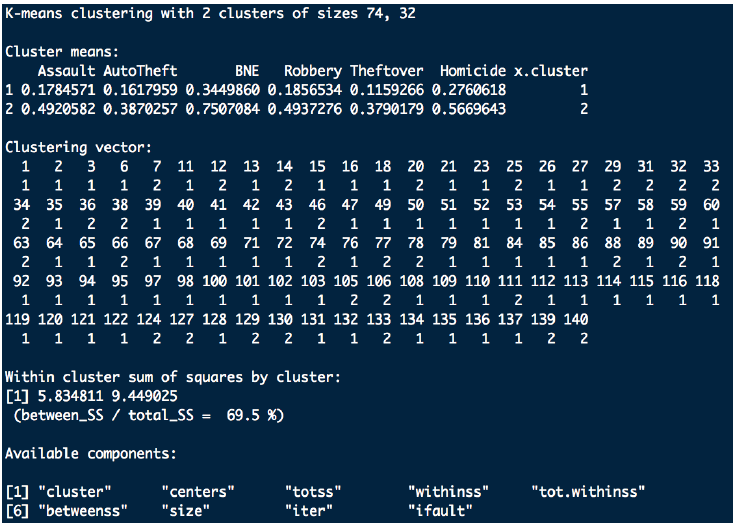 K-means clustering with 2 clusters of sizes 74, 32
Cluster means:
Assault AutoTheft BNE Robbery Theftover Homicide x.cluster
1 0.1784571 0.1617959 0.3449860 0.1856534 0.1159266 0.2760618 1
2 0.4920582 0.3870257 0.7507084 0.4937276 0.3790179 0.5669643 2
Clustering vector:
1 2 3 6 7 11 12 13 14 15 16 18 20 21 23 25 26 27 29 31 32 33
1 1 1 1 2 1 2 1 2 1 1 1 2 1 1 2 1 1 2 2 2 2
34 35 36 38 39 40 41 42 43 46 47 49 50 51 52 53 54 55 57 58 59 60
2 1 2 2 1 1 1 1 1 2 1 1 1 1 1 1 1 2 1 1 2 1
63 64 65 66 67 68 69 71 72 74 76 77 78 79 81 84 85 86 88 89 90 91
2 1 1 2 1 1 1 1 1 2 1 2 2 1 1 1 1 1 2 1 2 1
92 93 94 95 97 98 100 101 102 103 105 106 108 109 110 111 112 113 114 115 116 118
1 1 1 1 1 1 1 1 1 1 2 2 1 1 1 2 1 1 1 1 1 1
119 120 121 122 124 127 128 129 130 131 132 133 134 135 136 137 139 140
1 1 1 1 2 2 1 2 2 1 1 2 1 1 1 1 2 2
Within cluster sum of squares by cluster:
[1] 5.834811 9.449025
(between_SS / total_SS = 69.5 %)
Available components:
[1] "cluster" "centers" "totss" "withinss" "tot.withinss"
[6] "betweenss" "size" "iter" "ifault"